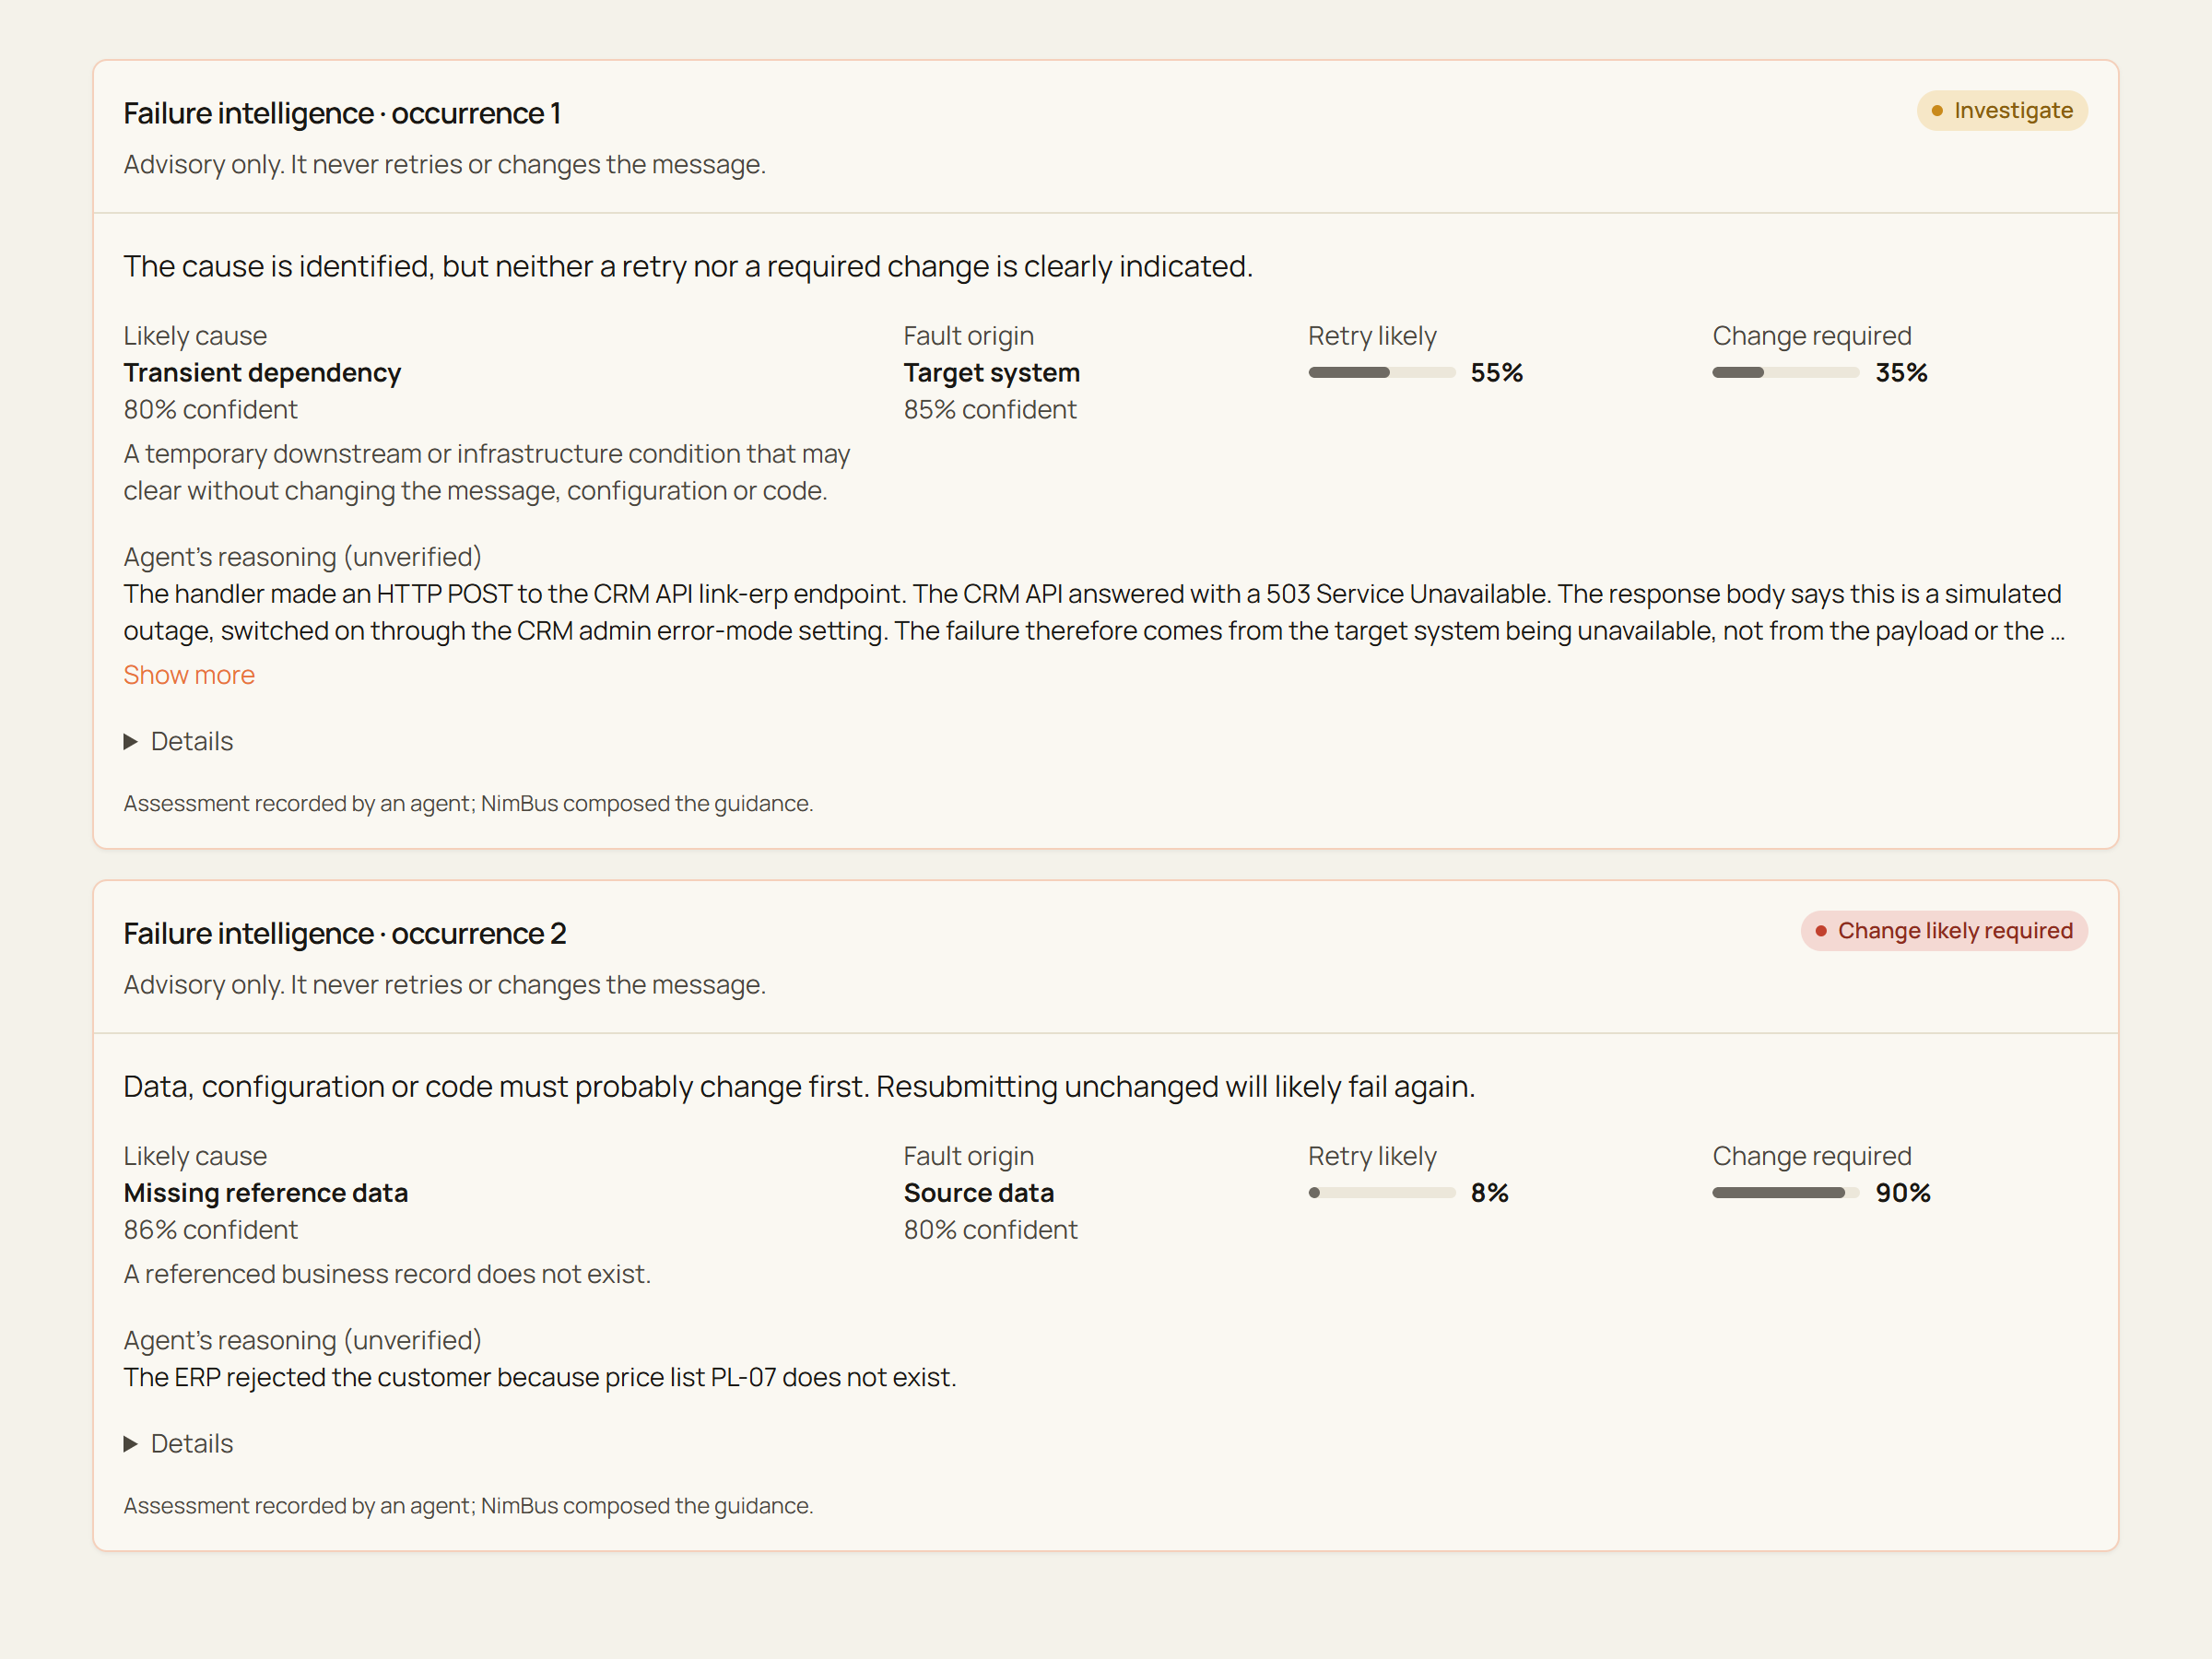 Failure intelligence · occurrence 1
Investigate
Advisory only. It never retries or changes the message.
The cause is identified, but neither a retry nor a required change is clearly indicated.
Likely cause
Transient dependency
80% confident
A temporary downstream or infrastructure condition that may
clear without changing the message, configuration or code.
Fault origin
Target system
85% confident
Retry likely
55%
Change required
35%
Agent's reasoning (unverified)
The handler made an HTTP POST to the CRM API link-erp endpoint. The CRM API answered with a 503 Service Unavailable. The response body says this is a simulated
outage, switched on through the CRM admin error-mode setting. The failure therefore comes from the target system being unavailable, not from the payload or the ...
Show more
Details
Assessment recorded by an agent; NimBus composed the guidance.
Failure intelligence · occurrence 2
Change likely required
Advisory only. It never retries or changes the message.
Data, configuration or code must probably change first. Resubmitting unchanged will likely fail again.
Likely cause
Missing reference data
86% confident
A referenced business record does not exist.
Fault origin
Source data
80% confident
Retry likely
8%
Change required
90%
Agent's reasoning (unverified)
The ERP rejected the customer because price list PL-07 does not exist.
Details
Assessment recorded by an agent; NimBus composed the guidance.